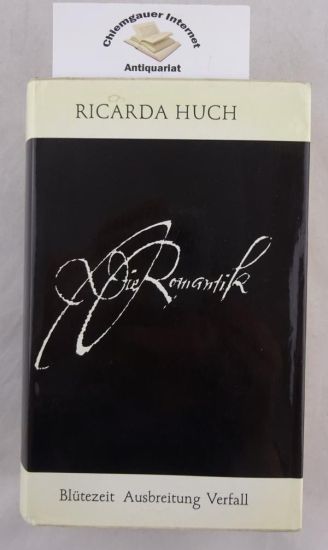 Chiemgauer Internet
Antiquariat
RICARDA HUCH
Die Romantik
Blütezeit Ausbreitung Verfall